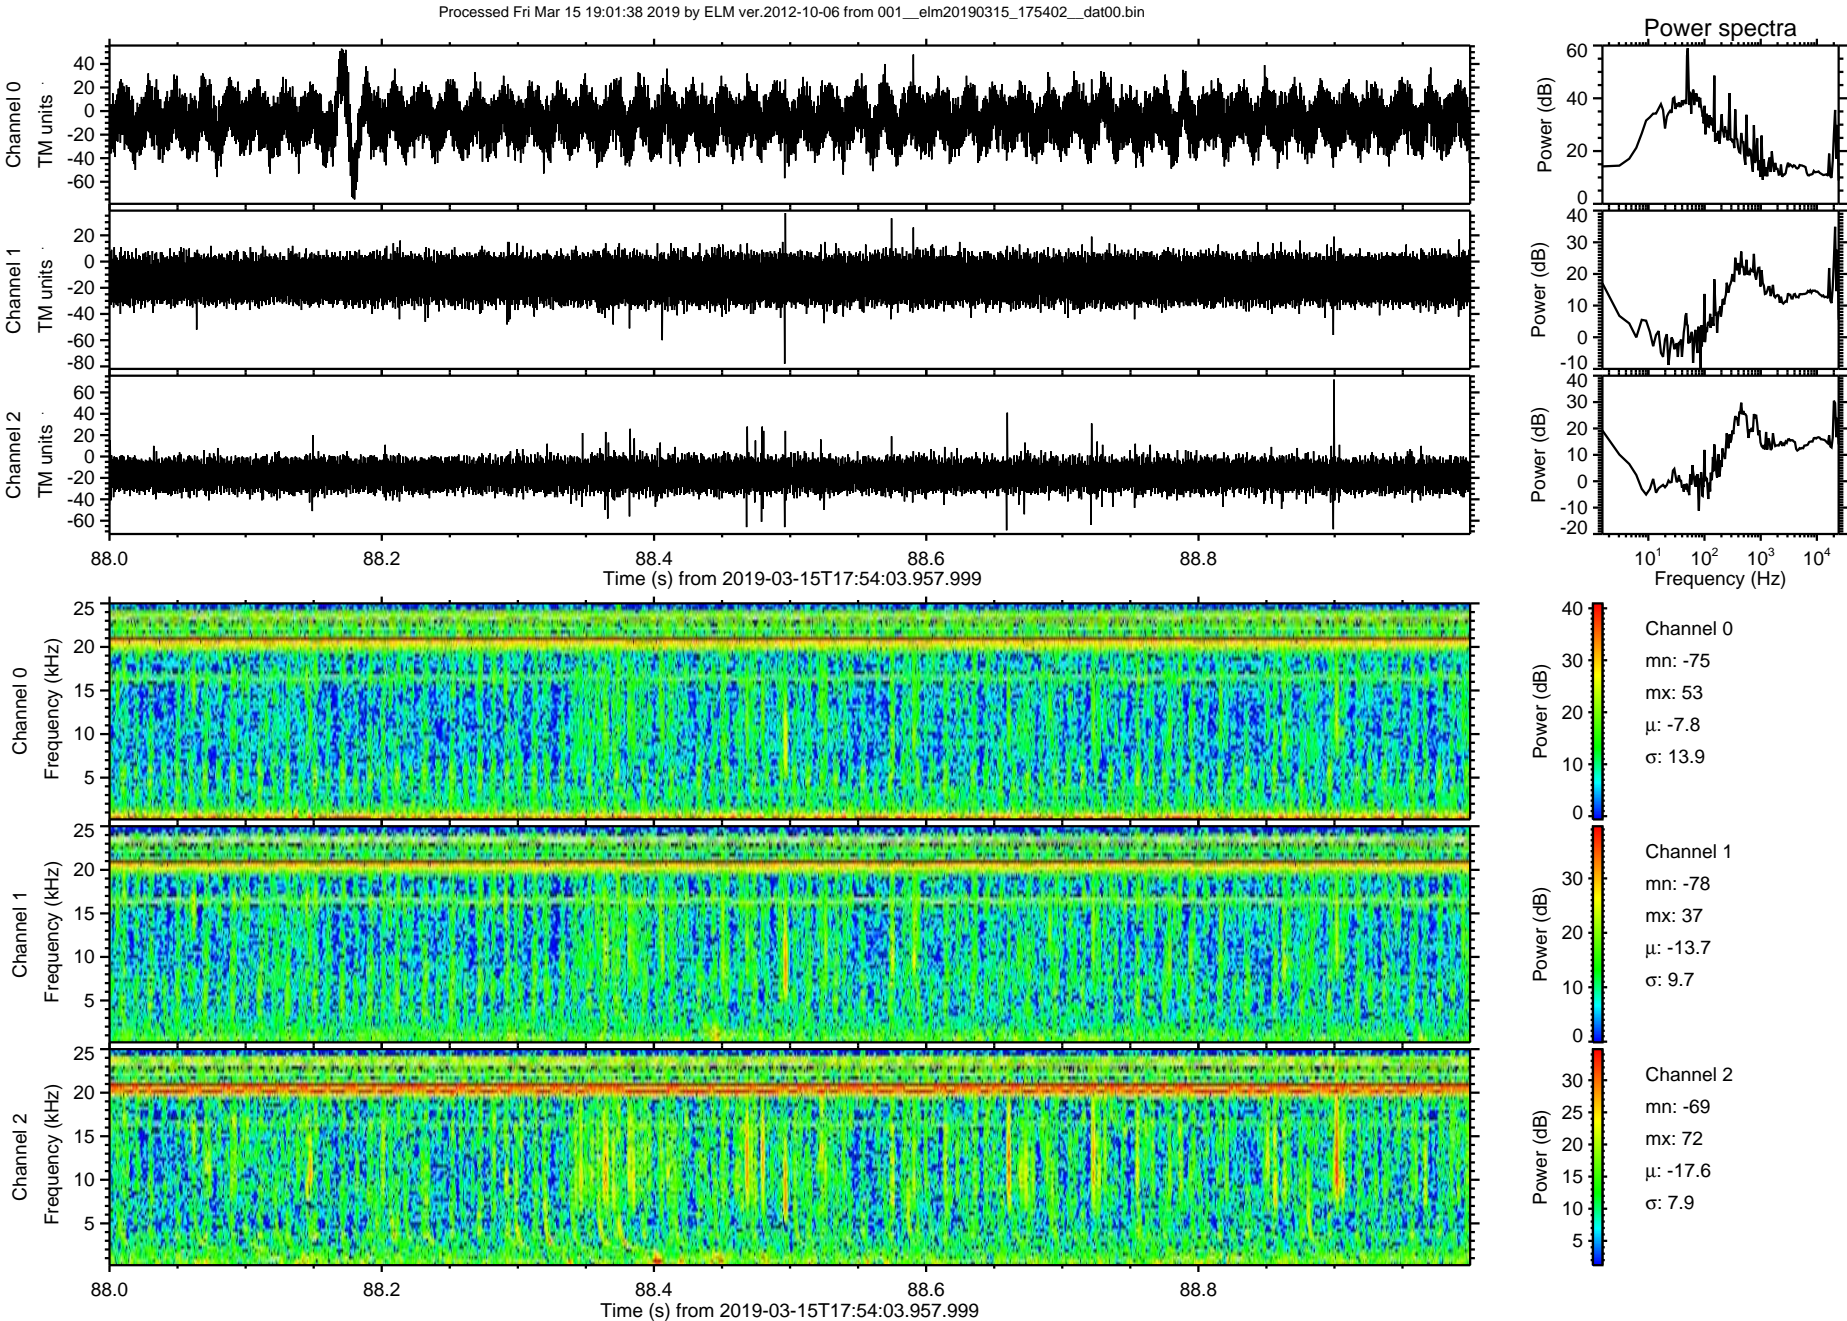 Processed Fri Mar 15 19:01:38 2019 by ELM ver.2012-10-06 from 001__elm20190315_175402__dat00.bin
Power spectra
Channel 0
TM units
40
20
0
-20
-40
-60
Power (dB)
60
40
20
0
Channel 1
TM units
20
0
-20
-40
-60
-80
Power (dB)
40
30
20
10
0
-10
Channel 2
TM units
60
40
20
0
-20
-40
-60
Power (dB)
40
30
20
10
0
-10
-20
88.0 88.2 88.4 88.6 88.8
Time (s) from 2019-03-15T17:54:03.957.999
10¹ 10² 10³ 10⁴
Frequency (Hz)
Channel 0
Frequency (kHz)
25
20
15
10
5
Power (dB)
40
30
20
10
0
Channel 0
mn: -75
mx: 53
μ: -7.8
σ: 13.9
Channel 1
Frequency (kHz)
25
20
15
10
5
Power (dB)
30
20
10
0
Channel 1
mn: -78
mx: 37
μ: -13.7
σ: 9.7
Channel 2
Frequency (kHz)
25
20
15
10
5
Power (dB)
30
25
20
15
10
5
Channel 2
mn: -69
mx: 72
μ: -17.6
σ: 7.9
88.0 88.2 88.4 88.6 88.8
Time (s) from 2019-03-15T17:54:03.957.999